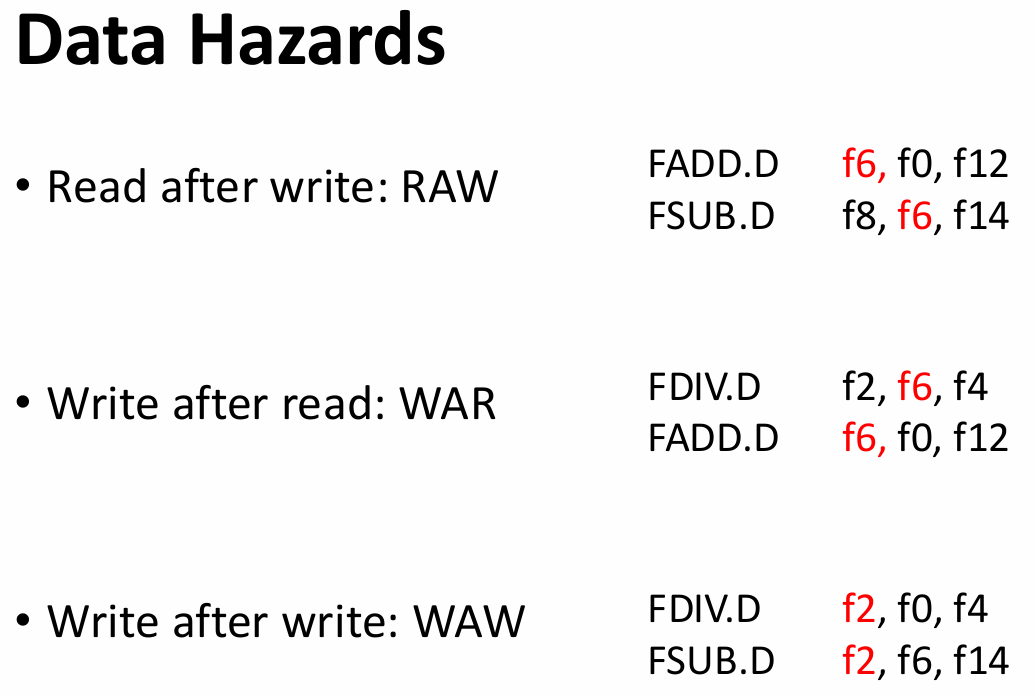 Data Hazards
• Read after write: RAW
FADD.D f6, f0, f12
FSUB.D f8, f6, f14
• Write after read: WAR
FDIV.D f2, f6, f4
FADD.D f6, f0, f12
• Write after write: WAW
FDIV.D f2, f0, f4
FSUB.D f2, f6, f14